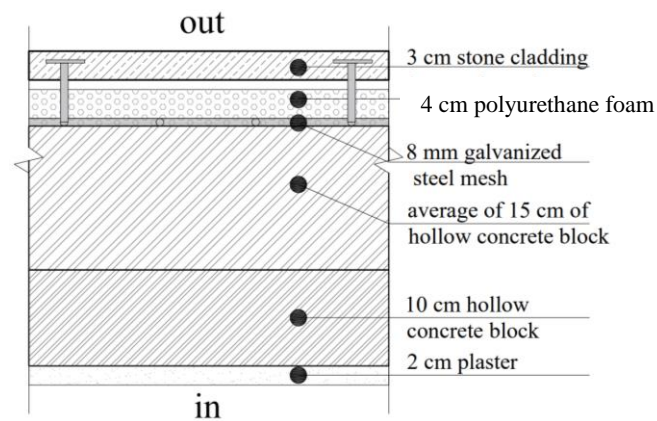 out
3 cm stone cladding
4 cm polyurethane foam
8 mm galvanized
steel mesh
average of 15 cm of
hollow concrete block
10 cm hollow
concrete block
2 cm plaster
in